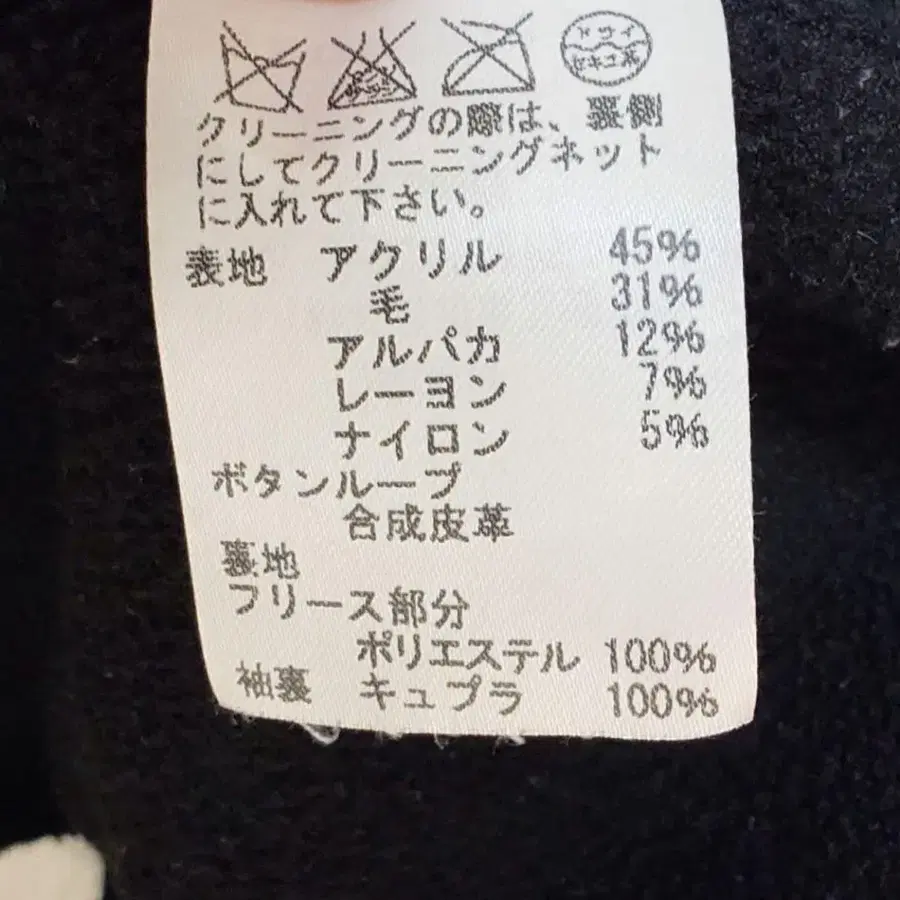 ドライ
セキユ系
クリーニングの際は、裏側
にしてクリーニングネット
に入れて下さい。
表地 アクリル 45%
毛 31%
アルパカ 12%
レーヨン 7%
ナイロン 5%
ボタンループ
合成皮革
裏地
フリース部分
ポリエステル 100%
袖裏 キュプラ 100%